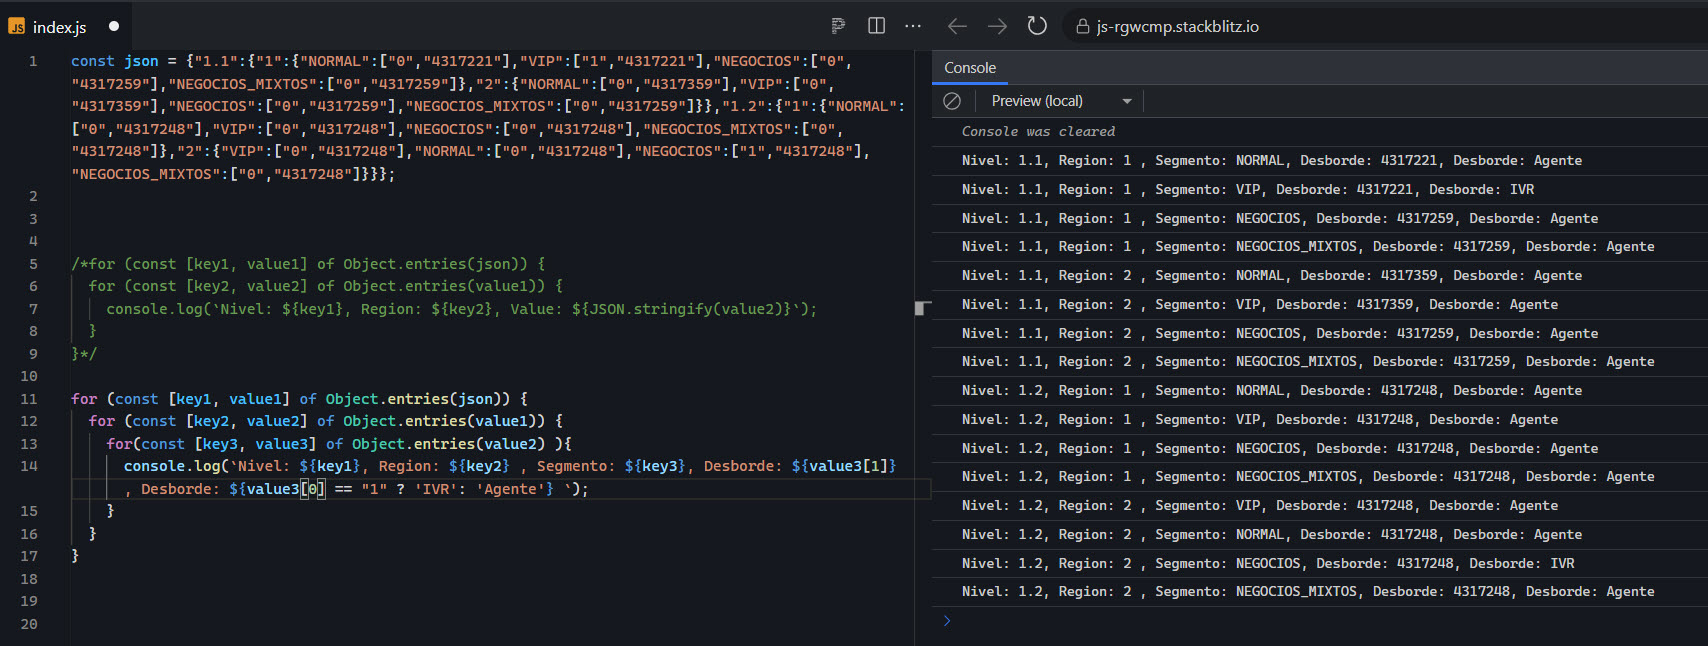 JS index.js
js-rgwcmp.stackblitz.io
1 const json = {"1.1":{"1":{"NORMAL":["0","4317221"],"VIP":["1","4317221"],"NEGOCIOS":["0",
"4317259"],"NEGOCIOS_MIXTOS":["0","4317259"]},"2":{"NORMAL":["0","4317359"],"VIP":["0",
"4317359"],"NEGOCIOS":["0","4317259"],"NEGOCIOS_MIXTOS":["0","4317259"]}},"1.2":{"1":{"NORMAL":
["0","4317248"],"VIP":["0","4317248"],"NEGOCIOS":["0","4317248"],"NEGOCIOS_MIXTOS":["0",
"4317248"]},"2":{"VIP":["0","4317248"],"NORMAL":["0","4317248"],"NEGOCIOS":["1","4317248"],
"NEGOCIOS_MIXTOS":["0","4317248"]}}};
2
3
4
5 /*for (const [key1, value1] of Object.entries(json)) {
6 for (const [key2, value2] of Object.entries(value1)) {
7 console.log(`Nivel: ${key1}, Region: ${key2}, Value: ${JSON.stringify(value2)}`);
8 }
9 }*/
10
11 for (const [key1, value1] of Object.entries(json)) {
12 for (const [key2, value2] of Object.entries(value1)) {
13 for(const [key3, value3] of Object.entries(value2) ){
14 console.log(`Nivel: ${key1}, Region: ${key2} , Segmento: ${key3}, Desborde: ${value3[1]}
, Desborde: ${value3[0] == "1" ? 'IVR': 'Agente'} `);
15 }
16 }
17 }
18
19
20
Console
Preview (local)
Console was cleared
Nivel: 1.1, Region: 1 , Segmento: NORMAL, Desborde: 4317221, Desborde: Agente
Nivel: 1.1, Region: 1 , Segmento: VIP, Desborde: 4317221, Desborde: IVR
Nivel: 1.1, Region: 1 , Segmento: NEGOCIOS, Desborde: 4317259, Desborde: Agente
Nivel: 1.1, Region: 1 , Segmento: NEGOCIOS_MIXTOS, Desborde: 4317259, Desborde: Agente
Nivel: 1.1, Region: 2 , Segmento: NORMAL, Desborde: 4317359, Desborde: Agente
Nivel: 1.1, Region: 2 , Segmento: VIP, Desborde: 4317359, Desborde: Agente
Nivel: 1.1, Region: 2 , Segmento: NEGOCIOS, Desborde: 4317259, Desborde: Agente
Nivel: 1.1, Region: 2 , Segmento: NEGOCIOS_MIXTOS, Desborde: 4317259, Desborde: Agente
Nivel: 1.2, Region: 1 , Segmento: NORMAL, Desborde: 4317248, Desborde: Agente
Nivel: 1.2, Region: 1 , Segmento: VIP, Desborde: 4317248, Desborde: Agente
Nivel: 1.2, Region: 1 , Segmento: NEGOCIOS, Desborde: 4317248, Desborde: Agente
Nivel: 1.2, Region: 1 , Segmento: NEGOCIOS_MIXTOS, Desborde: 4317248, Desborde: Agente
Nivel: 1.2, Region: 2 , Segmento: VIP, Desborde: 4317248, Desborde: Agente
Nivel: 1.2, Region: 2 , Segmento: NORMAL, Desborde: 4317248, Desborde: Agente
Nivel: 1.2, Region: 2 , Segmento: NEGOCIOS, Desborde: 4317248, Desborde: IVR
Nivel: 1.2, Region: 2 , Segmento: NEGOCIOS_MIXTOS, Desborde: 4317248, Desborde: Agente